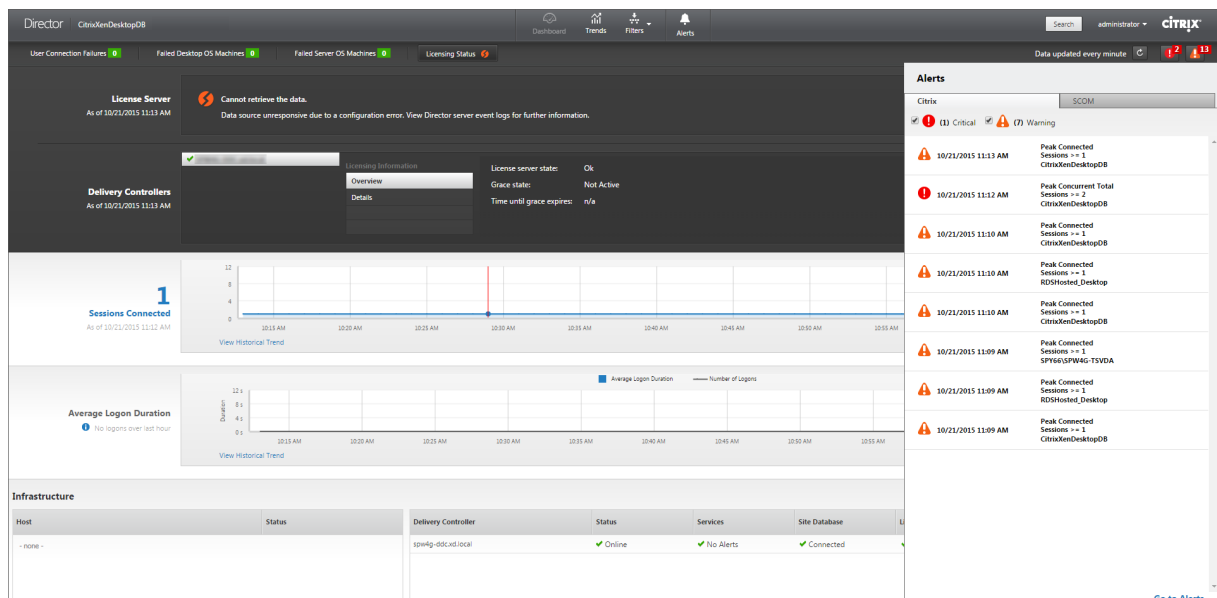 Director CitrixXenDesktopDB
Dashboard Trends Filters Alerts
Search administrator CİTRIX
User Connection Failures 0 Failed Desktop OS Machines 0 Failed Server OS Machines 0 Licensing Status
Data updated every minute 2 13
License Server
As of 10/21/2015 11:13 AM
Cannot retrieve the data.
Data source unresponsive due to a configuration error. View Director server event logs for further information.
Delivery Controllers
As of 10/21/2015 11:13 AM
Licensing Information
Overview
Details
License server state: Ok
Grace state: Not Active
Time until grace expires: n/a
1
Sessions Connected
As of 10/21/2015 11:12 AM
12
8
4
0
10:15 AM 10:20 AM 10:25 AM 10:30 AM 10:35 AM 10:40 AM 10:45 AM 10:50 AM 10:55 AM
View Historical Trend
Average Logon Duration
No logons over last hour
Average Logon Duration Number of Logons
Duration
12 s
8 s
4 s
0 s
10:15 AM 10:20 AM 10:25 AM 10:30 AM 10:35 AM 10:40 AM 10:45 AM 10:50 AM 10:55 AM
View Historical Trend
Infrastructure
Host Status
- none -
Delivery Controller Status Services Site Database
spw4g-ddc.xd.local Online No Alerts Connected
Alerts
Citrix SCOM
(1) Critical (7) Warning
10/21/2015 11:13 AM
Peak Connected
Sessions >= 1
CitrixXenDesktopDB
10/21/2015 11:12 AM
Peak Concurrent Total
Sessions >= 2
CitrixXenDesktopDB
10/21/2015 11:10 AM
Peak Connected
Sessions >= 1
CitrixXenDesktopDB
10/21/2015 11:10 AM
Peak Connected
Sessions >= 1
RDSHosted_Desktop
10/21/2015 11:10 AM
Peak Connected
Sessions >= 1
CitrixXenDesktopDB
10/21/2015 11:09 AM
Peak Connected
Sessions >= 1
SPY66\SPW4G-TSVDA
10/21/2015 11:09 AM
Peak Connected
Sessions >= 1
RDSHosted_Desktop
10/21/2015 11:09 AM
Peak Connected
Sessions >= 1
CitrixXenDesktopDB
Go to Alerts